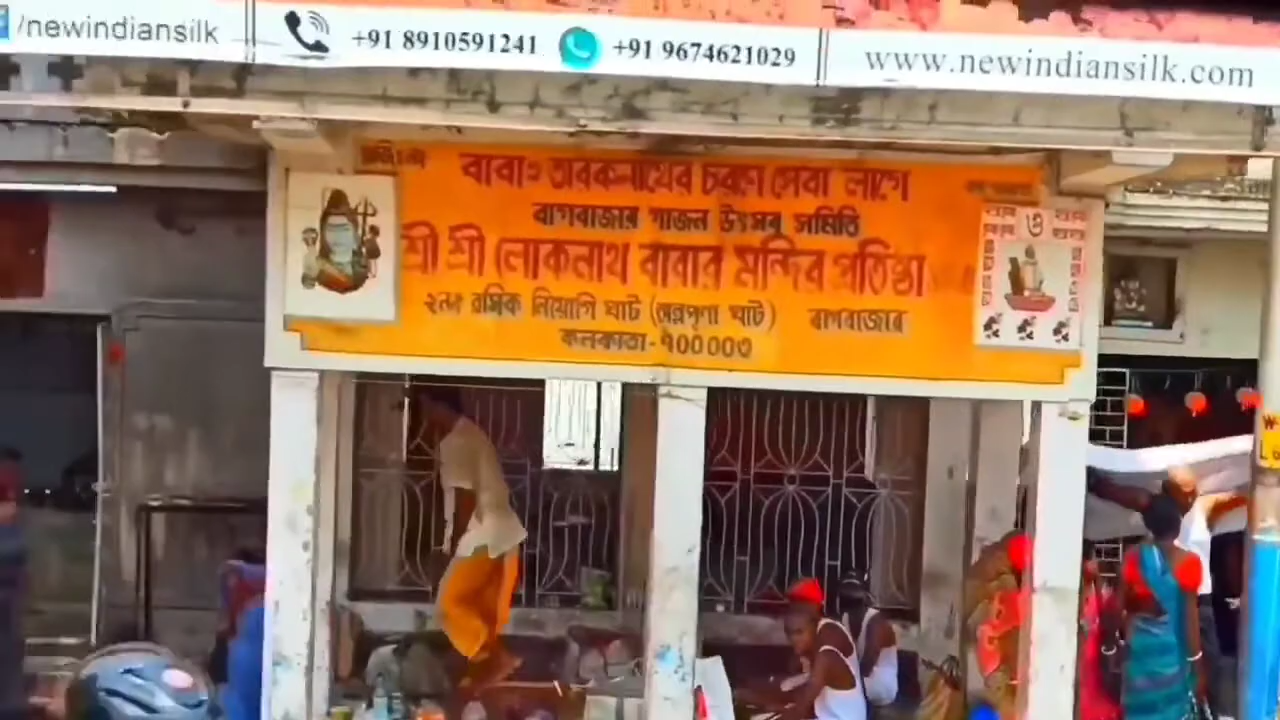 /newindiansilk +91 8910591241 +91 9674621029 www.newindiansilk.com
বাবাঃ তারকনাথের চরণে সেবা লাগে
বাগবাজার গাজন উৎসব সমিতি
শ্রী শ্রী লোকনাথ বাবার মন্দির প্রতিষ্ঠা
২নং রসিক নিয়োগি ঘাট (অন্নপূর্ণা ঘাট) বাগবাজার
কলকাতা-৭০০০০৩